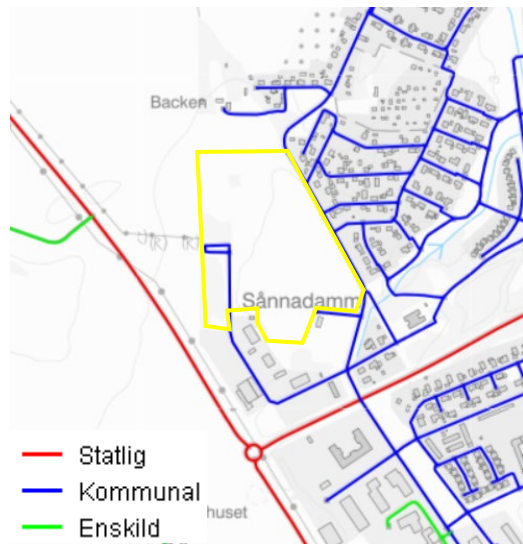 Backen
(k) (k)
Sånnadamm
Statlig
Kommunal
Enskild
huset